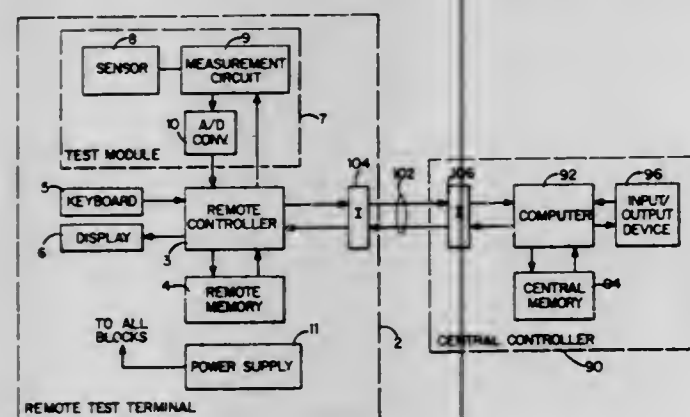 8
9
SENSOR
MEASUREMENT
CIRCUIT
10
A/D
CONV.
7
TEST MODULE
5
KEYBOARD
DISPLAY
6
REMOTE
CONTROLLER
3
4
REMOTE
MEMORY
TO ALL
BLOCKS
11
POWER SUPPLY
2
REMOTE TEST TERMINAL
104
I
102
106
I
92
COMPUTER
96
INPUT/
OUTPUT
DEVICE
CENTRAL
MEMORY
94
CENTRAL CONTROLLER
90